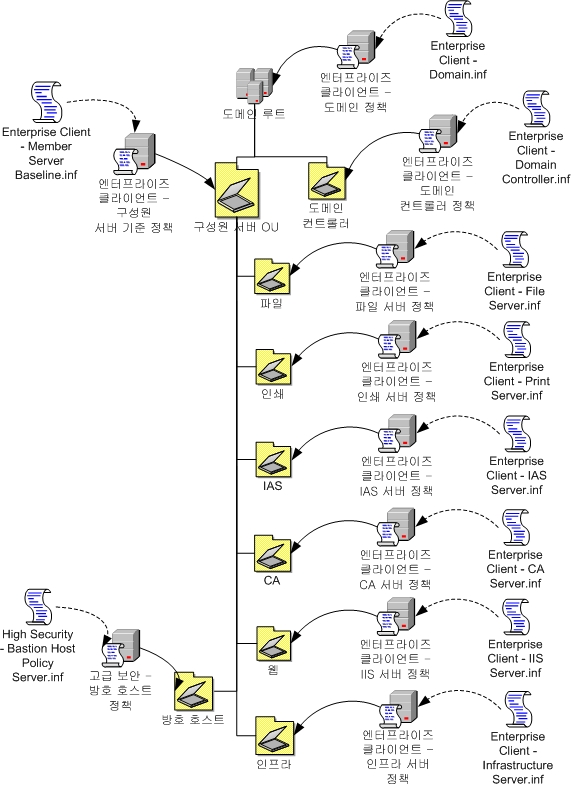 Enterprise
Client -
Domain.inf
엔터프라이즈
클라이언트 –
도메인 정책
도메인 루트
Enterprise Client
- Member
Server
Baseline.inf
엔터프라이즈
클라이언트 –
구성원
서버 기준 정책
Enterprise
Client -
Domain
Controller.inf
엔터프라이즈
클라이언트 –
도메인
컨트롤러 정책
구성원 서버 OU
도메인
컨트롤러
파일
엔터프라이즈
클라이언트 –
파일 서버 정책
Enterprise
Client - File
Server.inf
인쇄
엔터프라이즈
클라이언트 –
인쇄 서버 정책
Enterprise
Client - Print
Server.inf
IAS
엔터프라이즈
클라이언트 –
IAS 서버 정책
Enterprise
Client - IAS
Server.inf
CA
엔터프라이즈
클라이언트 –
CA 서버 정책
Enterprise
Client - CA
Server.inf
High Security
- Bastion Host
Policy
Server.inf
고급 보안 –
방호 호스트
정책
방호 호스트
웹
엔터프라이즈
클라이언트 –
IIS 서버 정책
Enterprise
Client - IIS
Server.inf
인프라
엔터프라이즈
클라이언트 –
인프라 서버
정책
Enterprise
Client -
Infrastructure
Server.inf